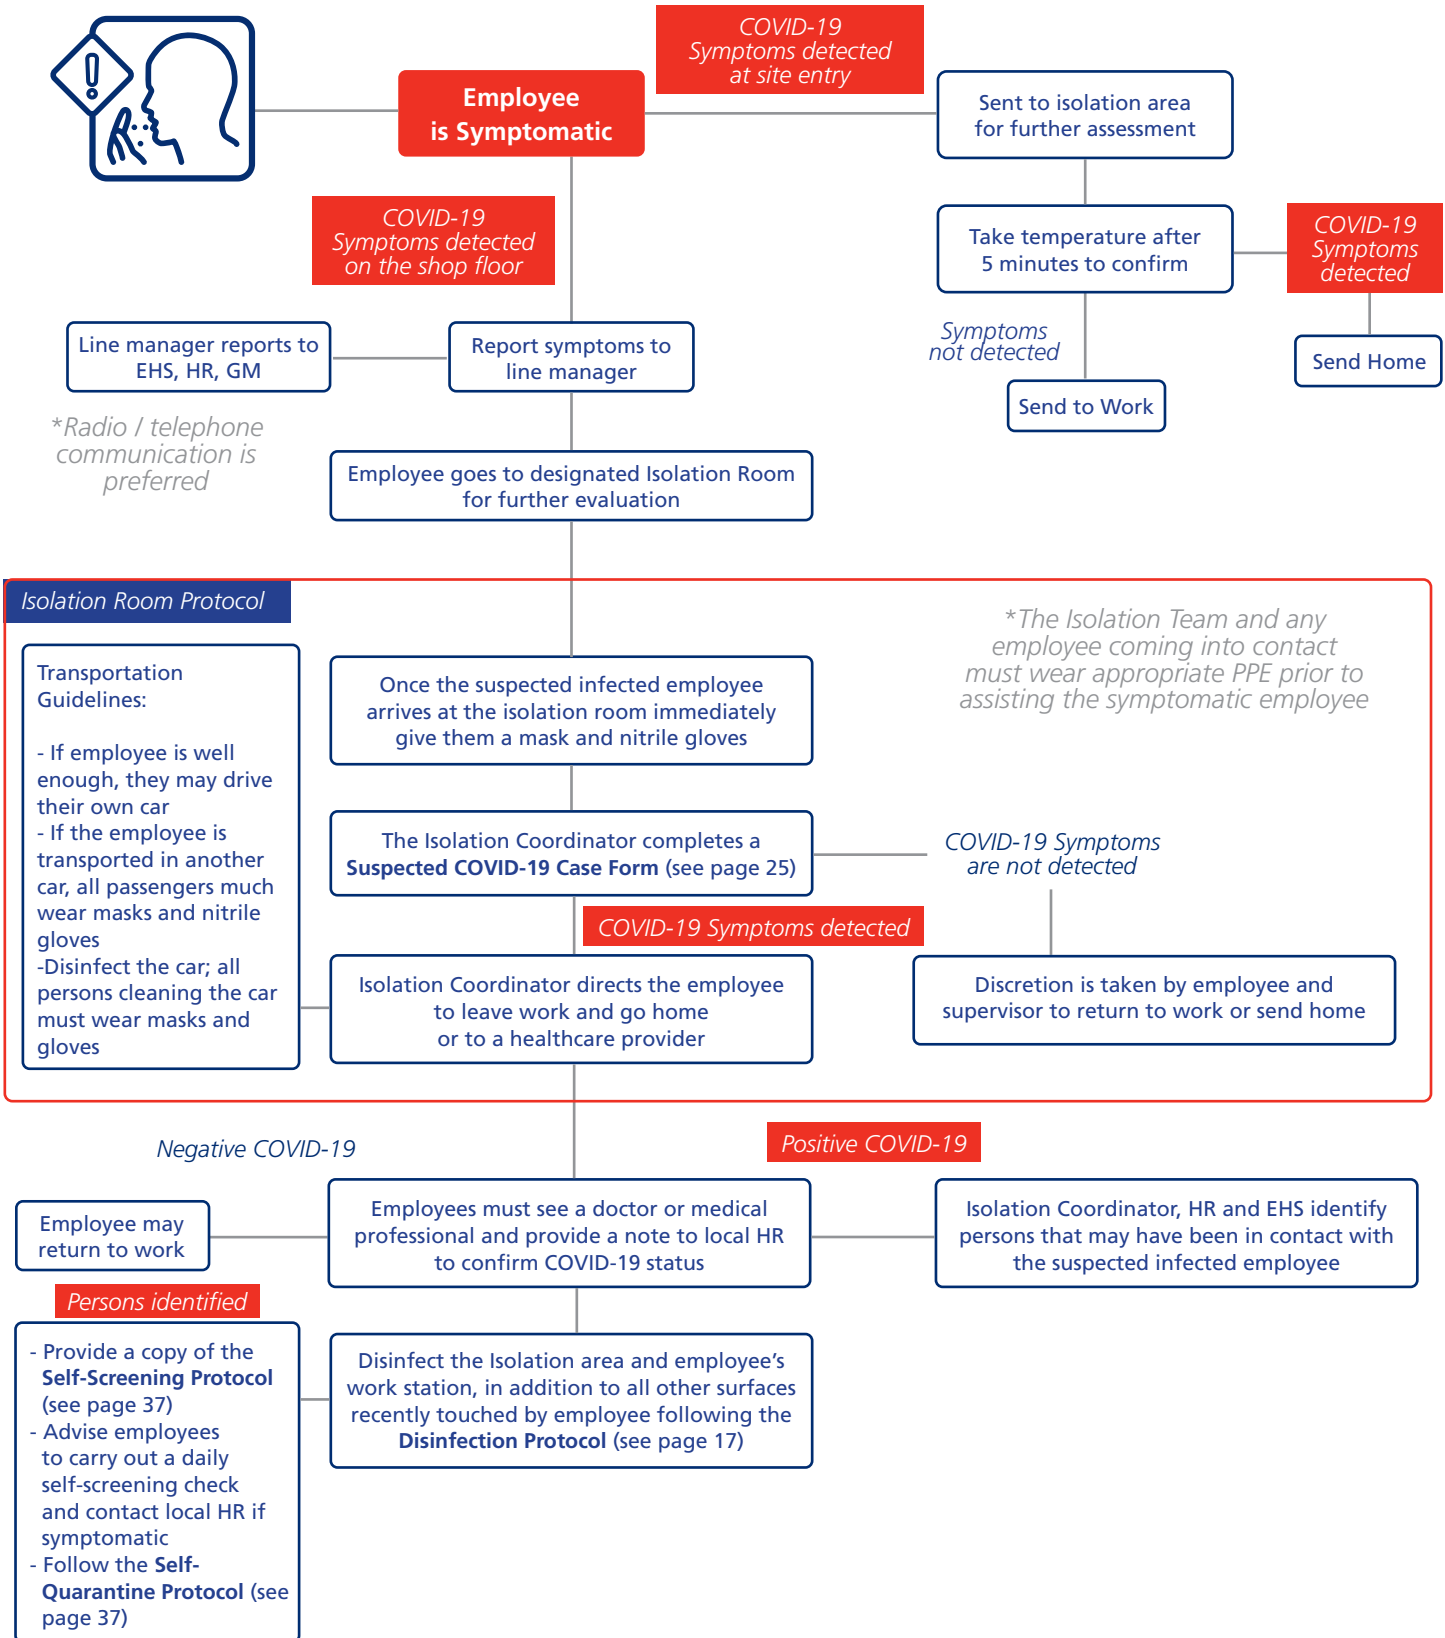 COVID-19
Symptoms detected
at site entry
Employee
is Symptomatic
Sent to isolation area
for further assessment
COVID-19
Symptoms detected
on the shop floor
Take temperature after
5 minutes to confirm
COVID-19
Symptoms
detected
Line manager reports to
EHS, HR, GM
Report symptoms to
line manager
Symptoms
not detected
Send Home
Send to Work
*Radio / telephone
communication is
preferred
Employee goes to designated Isolation Room
for further evaluation
Isolation Room Protocol
*The Isolation Team and any
employee coming into contact
must wear appropriate PPE prior to
assisting the symptomatic employee
Transportation
Guidelines:
- If employee is well
enough, they may drive
their own car
- If the employee is
transported in another
car, all passengers much
wear masks and nitrile
gloves
-Disinfect the car; all
persons cleaning the car
must wear masks and
gloves
Once the suspected infected employee
arrives at the isolation room immediately
give them a mask and nitrile gloves
The Isolation Coordinator completes a
Suspected COVID-19 Case Form (see page 25)
COVID-19 Symptoms
are not detected
COVID-19 Symptoms detected
Isolation Coordinator directs the employee
to leave work and go home
or to a healthcare provider
Discretion is taken by employee and
supervisor to return to work or send home
Negative COVID-19
Positive COVID-19
Employee may
return to work
Employees must see a doctor or medical
professional and provide a note to local HR
to confirm COVID-19 status
Isolation Coordinator, HR and EHS identify
persons that may have been in contact with
the suspected infected employee
Persons identified
- Provide a copy of the
Self-Screening Protocol
(see page 37)
- Advise employees
to carry out a daily
self-screening check
and contact local HR if
symptomatic
- Follow the Self-
Quarantine Protocol (see
page 37)
Disinfect the Isolation area and employee's
work station, in addition to all other surfaces
recently touched by employee following the
Disinfection Protocol (see page 17)